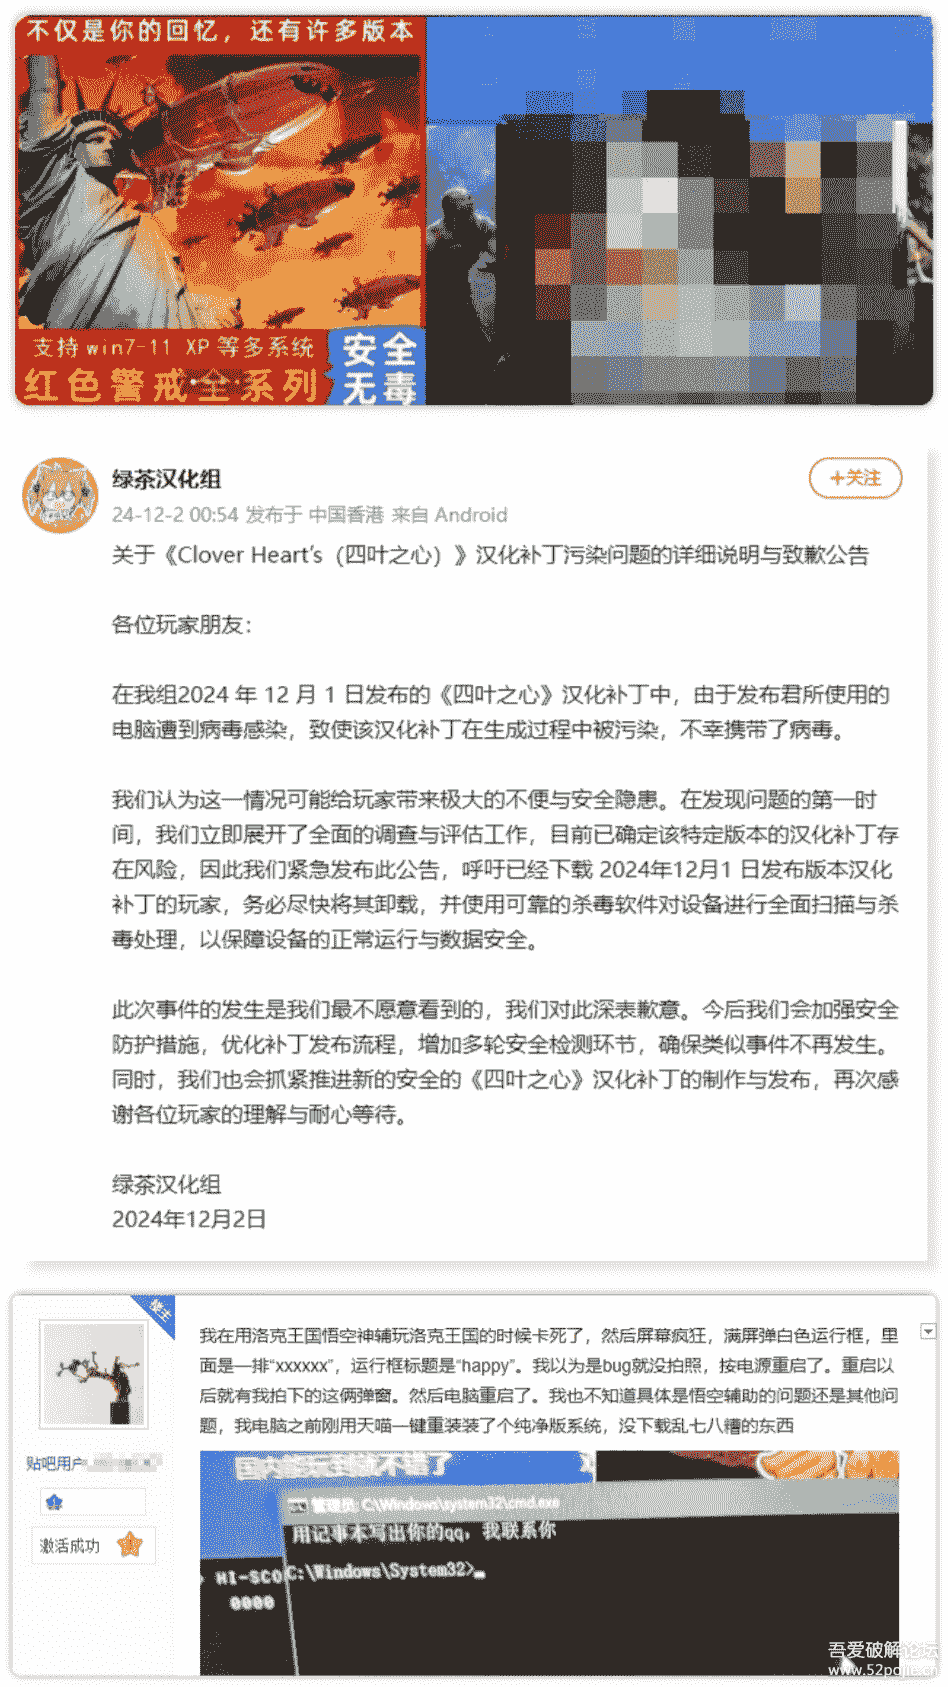 不仅是你的回忆，还有许多版本
支持win7-11 XP 等多系统
红色警戒全系列
安全
无毒
绿茶汉化组
+关注
24-12-2 00:54 发布于 中国香港 来自 Android
关于《Clover Heart's（四叶之心）》汉化补丁污染问题的详细说明与致歉公告
各位玩家朋友：
在我组2024 年 12 月 1 日发布的《四叶之心》汉化补丁中，由于发布君所使用的
电脑遭到病毒感染，致使该汉化补丁在生成过程中被污染，不幸携带了病毒。
我们认为这一情况可能给玩家带来极大的不便与安全隐患。在发现问题的第一时
间，我们立即展开了全面的调查与评估工作，目前已确定该特定版本的汉化补丁存
在风险，因此我们紧急发布此公告，呼吁已经下载 2024年12月1 日发布版本汉化
补丁的玩家，务必尽快将其卸载，并使用可靠的杀毒软件对设备进行全面扫描与杀
毒处理，以保障设备的正常运行与数据安全。
此次事件的发生是我们最不愿意看到的，我们对此深表歉意。今后我们会加强安全
防护措施，优化补丁发布流程，增加多轮安全检测环节，确保类似事件不再发生。
同时，我们也会抓紧推进新的安全的《四叶之心》汉化补丁的制作与发布，再次感
谢各位玩家的理解与耐心等待。
绿茶汉化组
2024年12月2日
楼主
我在用洛克王国悟空神辅玩洛克王国的时候卡死了，然后屏幕疯狂，满屏弹白色运行框，里
面是一排“xxxxxx”，运行框标题是“happy”。我以为是bug就没拍照，按电源重启了。重启以
后就有我拍下的这俩弹窗。然后电脑重启了。我也不知道具体是悟空辅助的问题还是其他问
题，我电脑之前刚用天喵一键重装装了个纯净版系统，没下载乱七八糟的东西
贴吧用户
激活成功
管理员: C:\Windows\system32\cmd.exe
用记事本写出你的qq，我联系你
C:\Windows\System32>
HI-SCO
0000
吾爱破解论坛
www.52pojie.cn